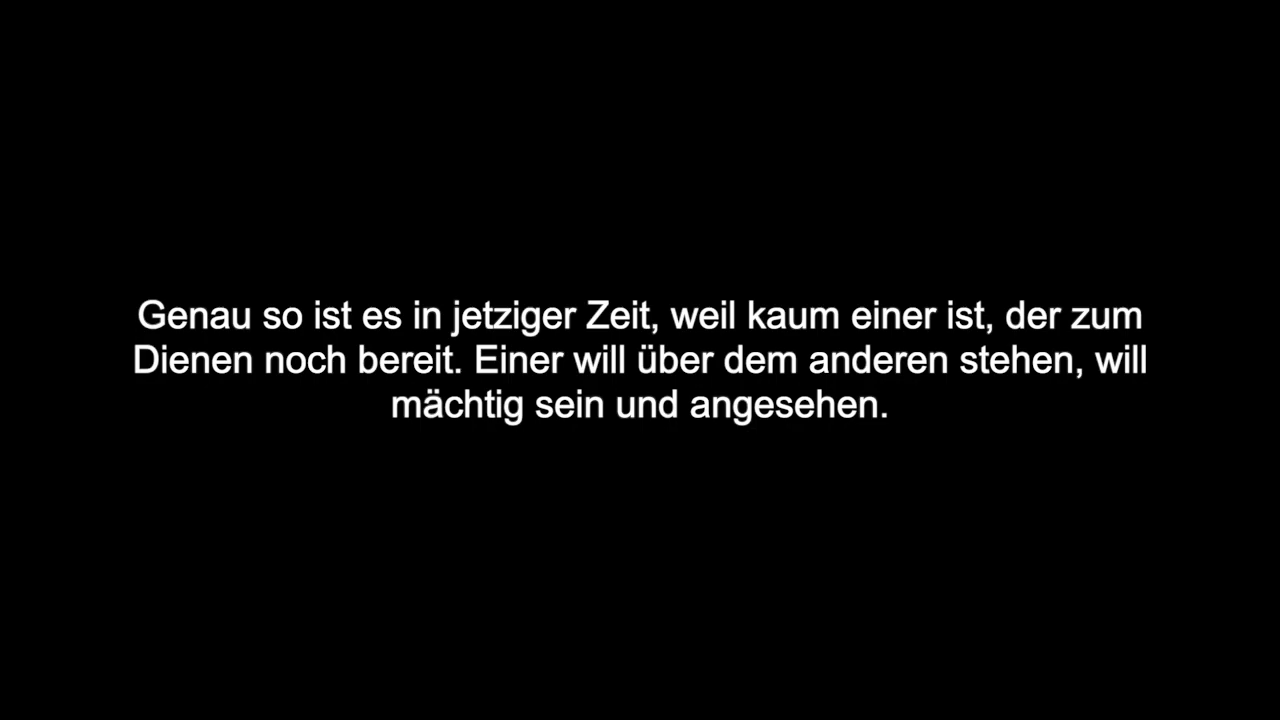 Genau so ist es in jetziger Zeit, weil kaum einer ist, der zum
Dienen noch bereit. Einer will über dem anderen stehen, will
mächtig sein und angesehen.